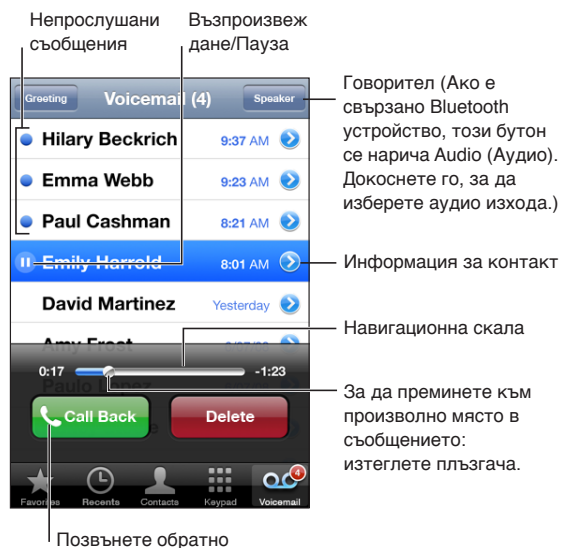 Непрослушани
съобщения
Възпроизвеж
дане/Пауза
Greeting
Voicemail (4)
Speaker
Hilary Beckrich
9:37 AM
Emma Webb
9:23 AM
Paul Cashman
8:21 AM
Emily Harrold
8:01 AM
David Martinez
Yesterday
Amy Frost
0:17
-1:23
Paulo Lopez
Call Back
Delete
Favorites
Recents
Contacts
Keypad
Voicemail
4
Говорител (Ако е
свързано Bluetooth
устройство, този бутон
се нарича Audio (Аудио).
Докоснете го, за да
изберете аудио изхода.)
Информация за контакт
Навигационна скала
За да преминете към
произволно място в
съобщението:
изтеглете плъзгача.
Позвънете обратно